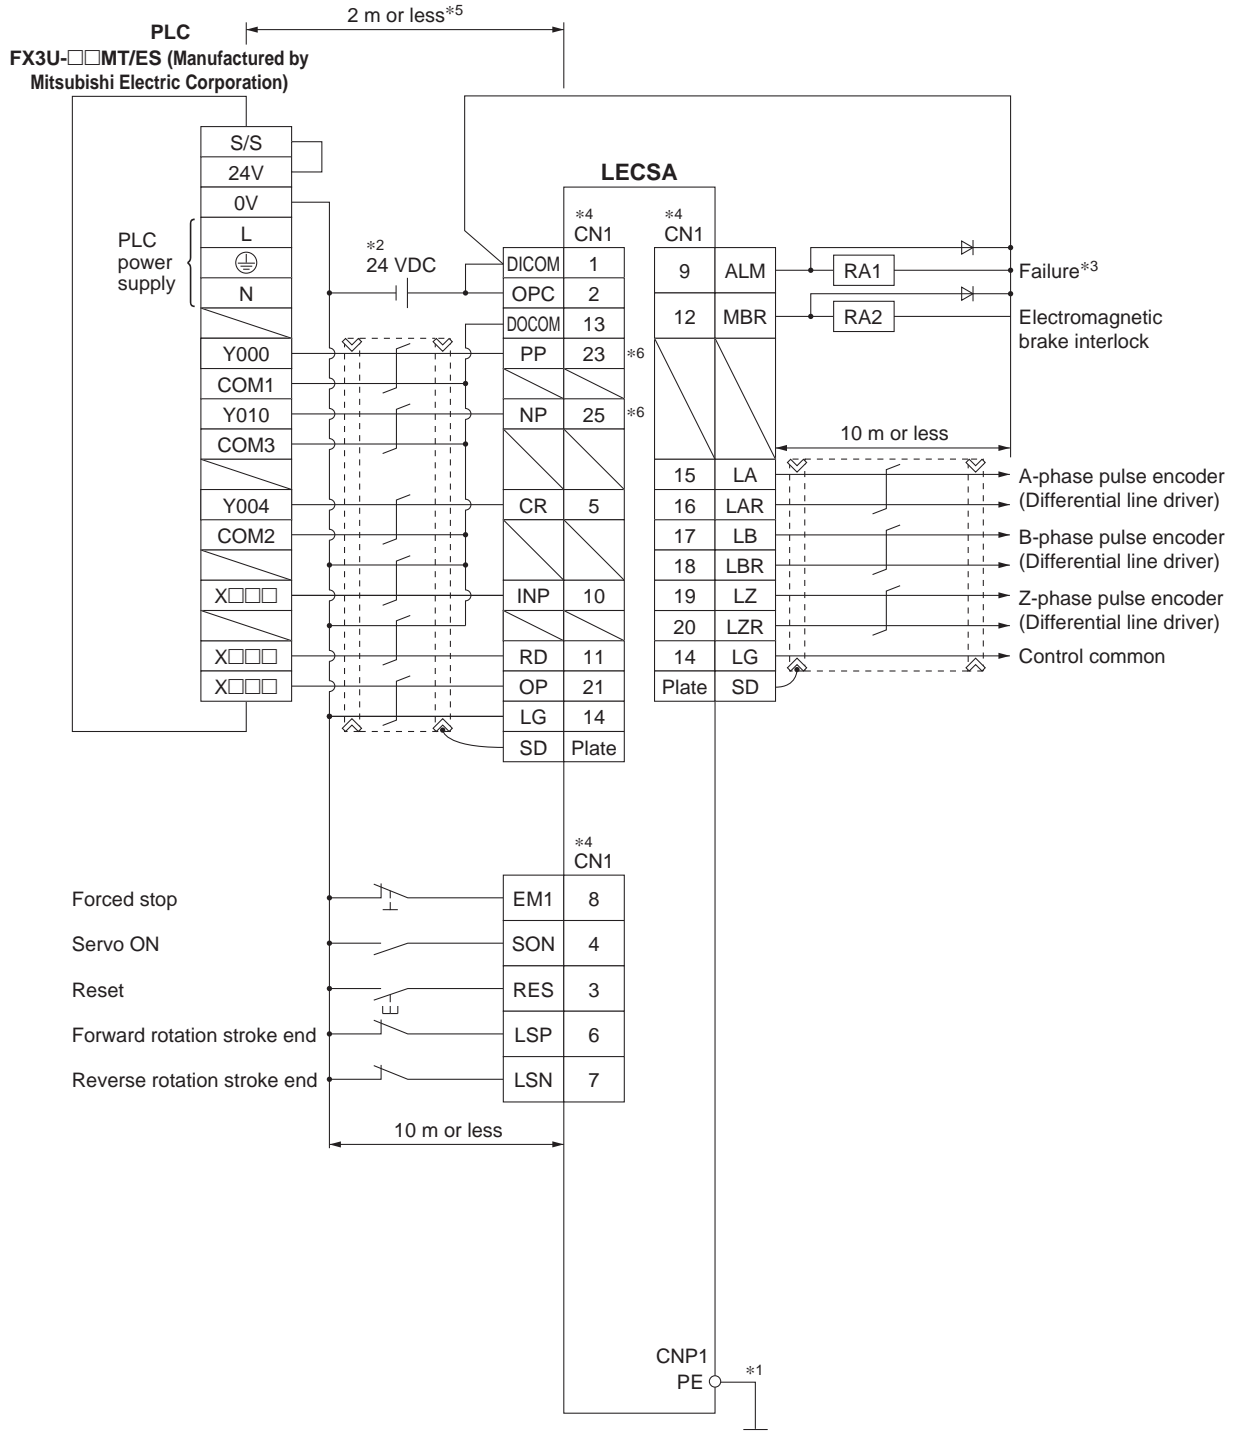 2 m or less*5
PLC
FX3U-□□MT/ES (Manufactured by
Mitsubishi Electric Corporation)
S/S
24V
0V
L
N
PLC
power
supply
Y000
COM1
Y010
COM3
Y004
COM2
X□□□
X□□□
X□□□
*2
24 VDC
LECSA
*4
CN1
DICOM 1
OPC 2
DOCOM 13
PP 23 *6
NP 25 *6
CR 5
INP 10
RD 11
OP 21
LG 14
SD Plate
*4
CN1
9 ALM RA1 Failure*3
12 MBR RA2 Electromagnetic
brake interlock
10 m or less
15 LA A-phase pulse encoder
16 LAR (Differential line driver)
17 LB B-phase pulse encoder
18 LBR (Differential line driver)
19 LZ Z-phase pulse encoder
20 LZR (Differential line driver)
14 LG Control common
Plate SD
*4
CN1
Forced stop EM1 8
Servo ON SON 4
Reset RES 3
Forward rotation stroke end LSP 6
Reverse rotation stroke end LSN 7
10 m or less
CNP1
PE *1